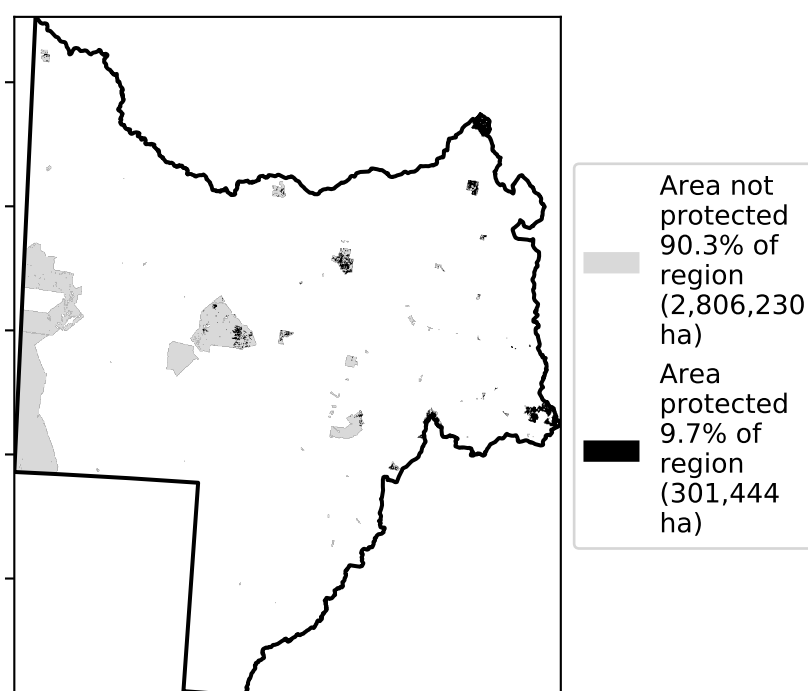 Area not
protected
90.3% of
region
(2,806,230
ha)
Area
protected
9.7% of
region
(301,444
ha)